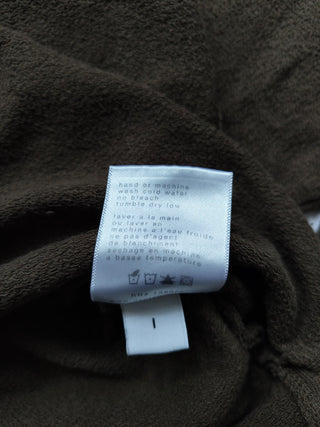 hand or machine
wash cold water
no bleach
tumble dry low
laver à la main
ou laver en
machine à l'eau froide
ne pas d'agent
de blanchiment
séchage en machine
à basse température
I